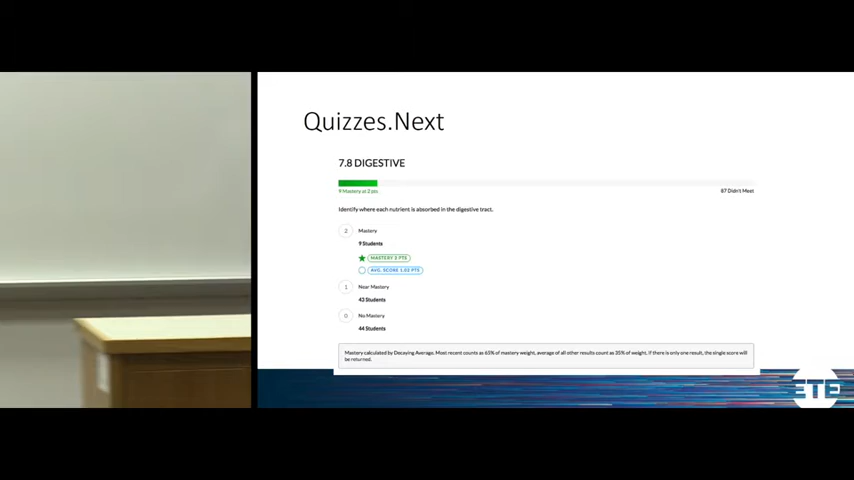 Quizzes.Next
7.8 DIGESTIVE
9 Mastery at 2 pts
87 Didn't Meet
Identify where each nutrient is absorbed in the digestive tract.
2 Mastery
9 Students
MASTERY 2 PTS
AVG. SCORE 1.02 PTS
1 Near Mastery
43 Students
0 No Mastery
44 Students
Mastery calculated by Decaying Average. Most recent counts as 65% of mastery weight, average of all other results count as 35% of weight. If there is only one result, the single score will
be returned.
ETE